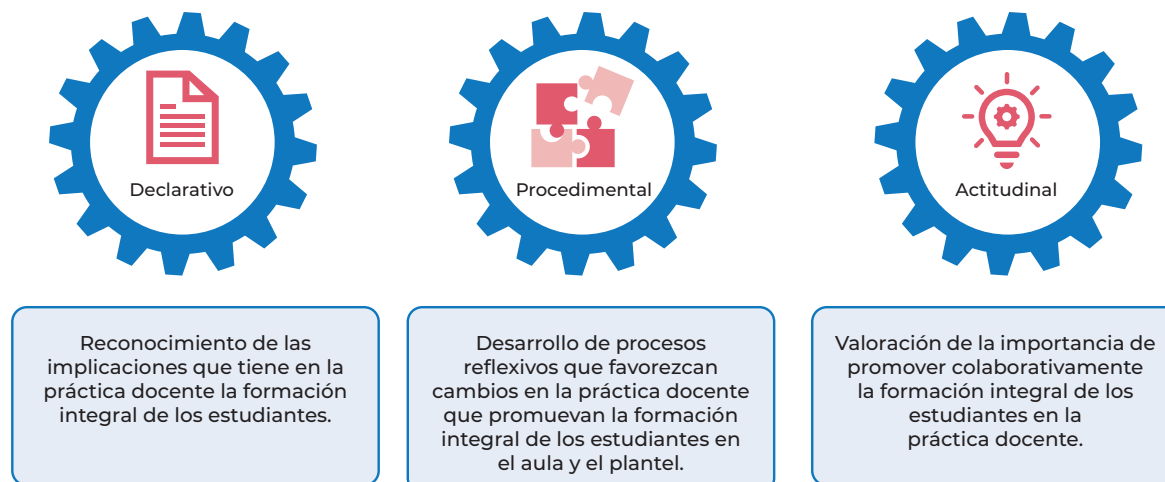 Declarativo
Procedimental
Actitudinal
Reconocimiento de las
implicaciones que tiene en la
práctica docente la formación
integral de los estudiantes.
Desarrollo de procesos
reflexivos que favorezcan
cambios en la práctica docente
que promuevan la formación
integral de los estudiantes en
el aula y el plantel.
Valoración de la importancia de
promover colaborativamente
la formación integral de los
estudiantes en la
práctica docente.